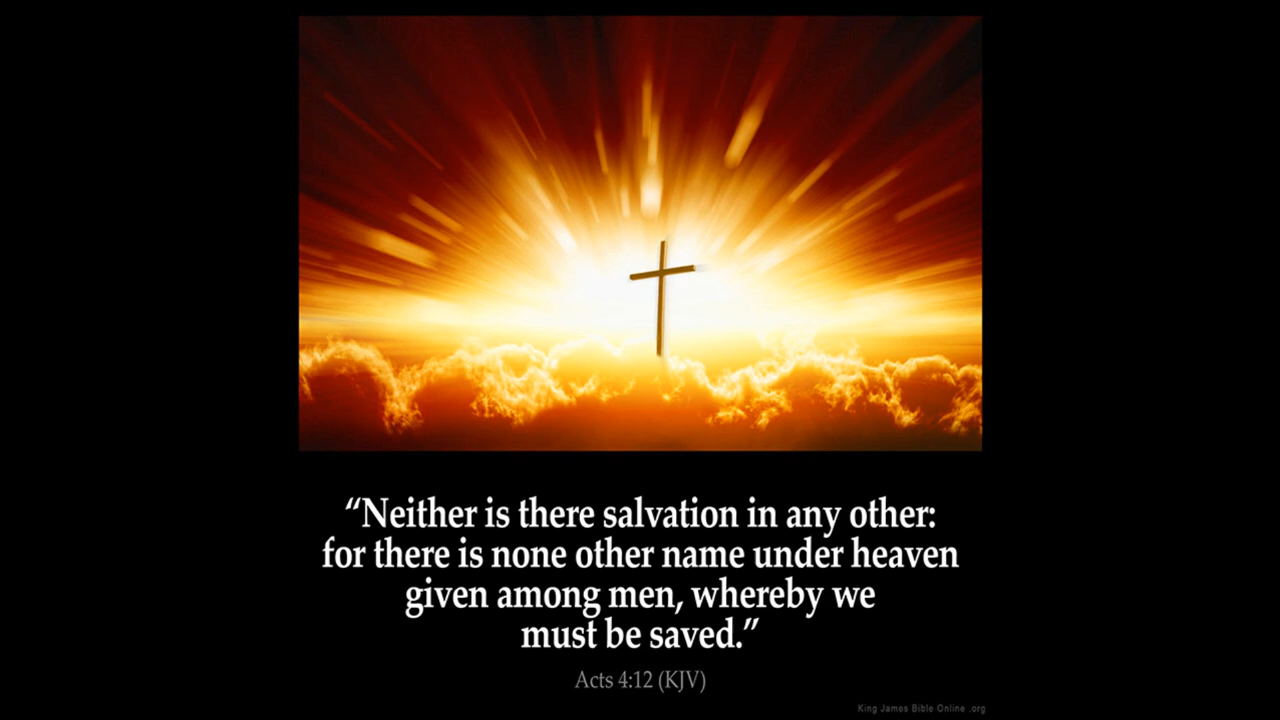 “Neither is there salvation in any other:
for there is none other name under heaven
given among men, whereby we
must be saved.”
Acts 4:12 (KJV)
King James Bible Online .org